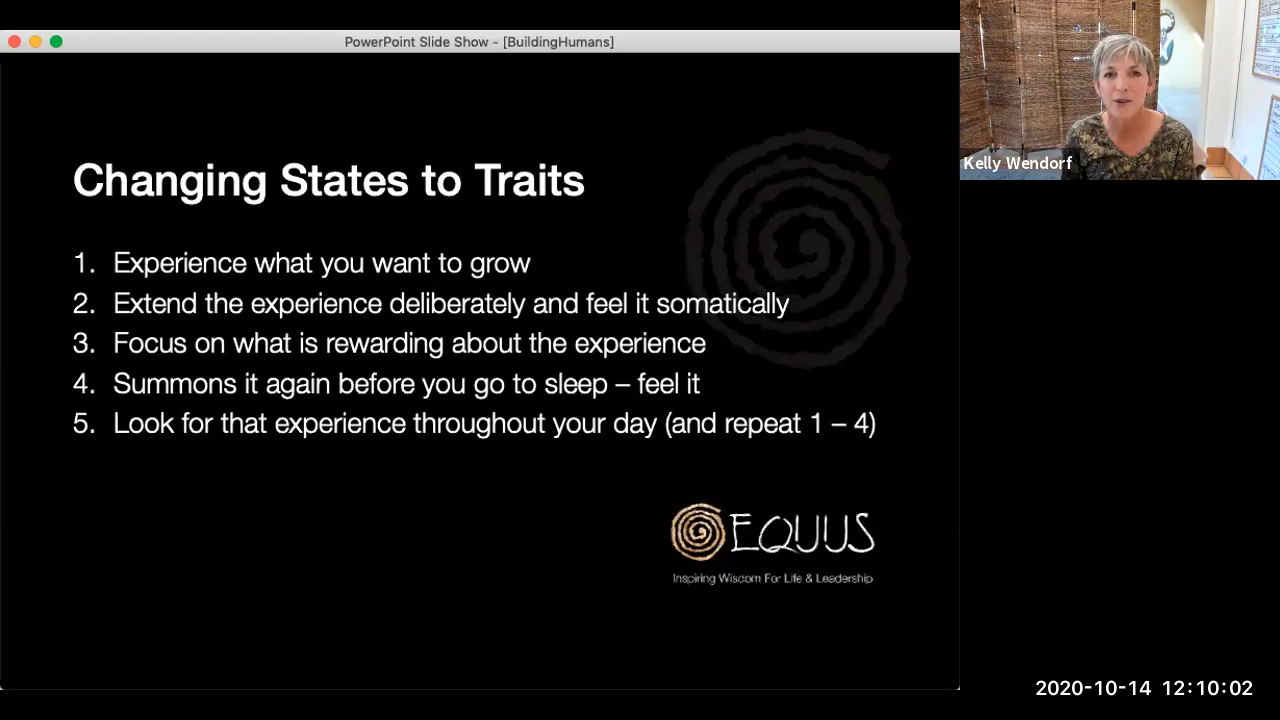 PowerPoint Slide Show - [BuildingHumans]
Kelly Wendorf
Changing States to Traits
1. Experience what you want to grow
2. Extend the experience deliberately and feel it somatically
3. Focus on what is rewarding about the experience
4. Summons it again before you go to sleep – feel it
5. Look for that experience throughout your day (and repeat 1 – 4)
EQUUS
Inspiring Wisdom For Life & Leadership
2020-10-14 12:10:02